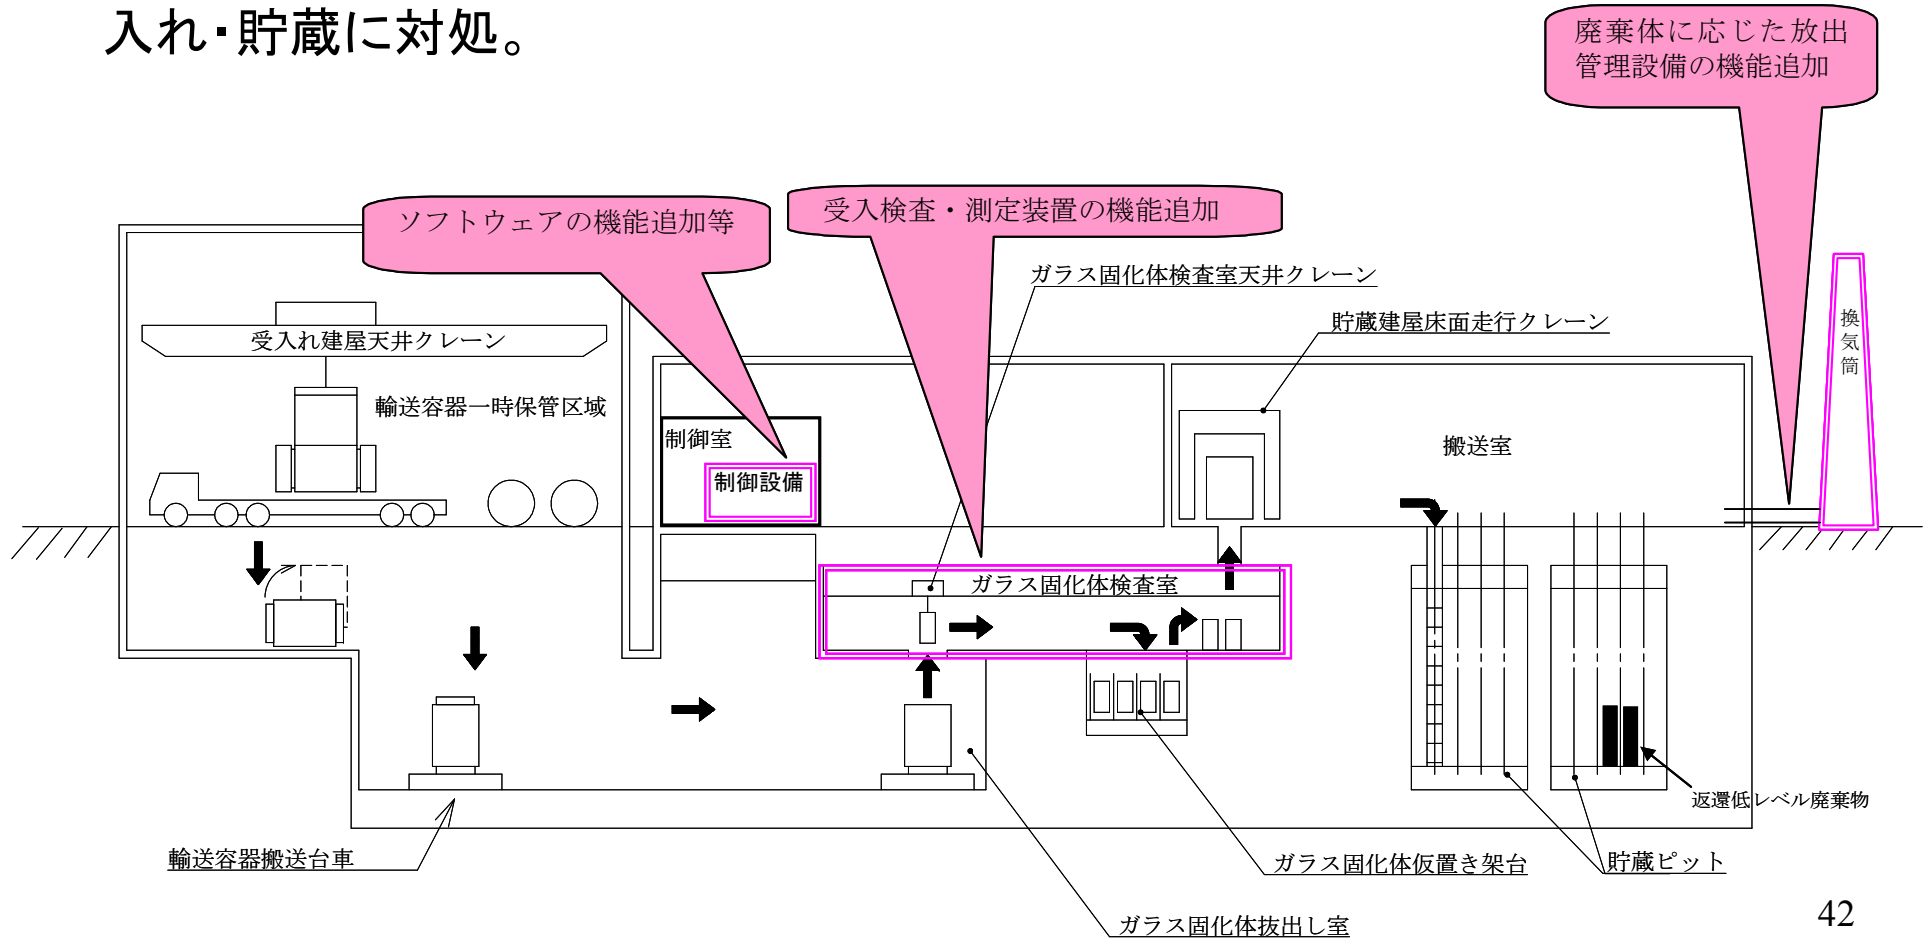 入れ・貯蔵に対処。
廃棄体に応じた放出
管理設備の機能追加
ソフトウェアの機能追加等
受入検査・測定装置の機能追加
ガラス固化体検査室天井クレーン
貯蔵建屋床面走行クレーン
換気筒
受入れ建屋天井クレーン
輸送容器一時保管区域
制御室
制御設備
搬送室
ガラス固化体検査室
返還低レベル廃棄物
輸送容器搬送台車
ガラス固化体仮置き架台
貯蔵ピット
ガラス固化体抜出し室
42